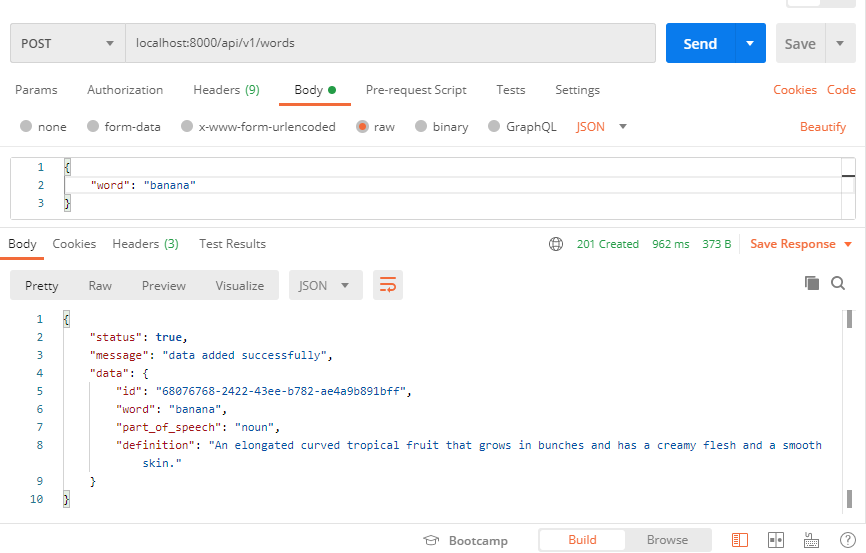 POST localhost:8000/api/v1/words Send Save
Params Authorization Headers (9) Body Pre-request Script Tests Settings Cookies Code
none form-data x-www-form-urlencoded raw binary GraphQL JSON Beautify
1 {
2 "word": "banana"
3 }
Body Cookies Headers (3) Test Results 201 Created 962 ms 373 B Save Response
Pretty Raw Preview Visualize JSON
1 {
2 "status": true,
3 "message": "data added successfully",
4 "data": {
5 "id": "68076768-2422-43ee-b782-ae4a9b891bff",
6 "word": "banana",
7 "part_of_speech": "noun",
8 "definition": "An elongated curved tropical fruit that grows in bunches and has a creamy flesh and a smooth
skin."
9 }
10 }
Bootcamp Build Browse ?